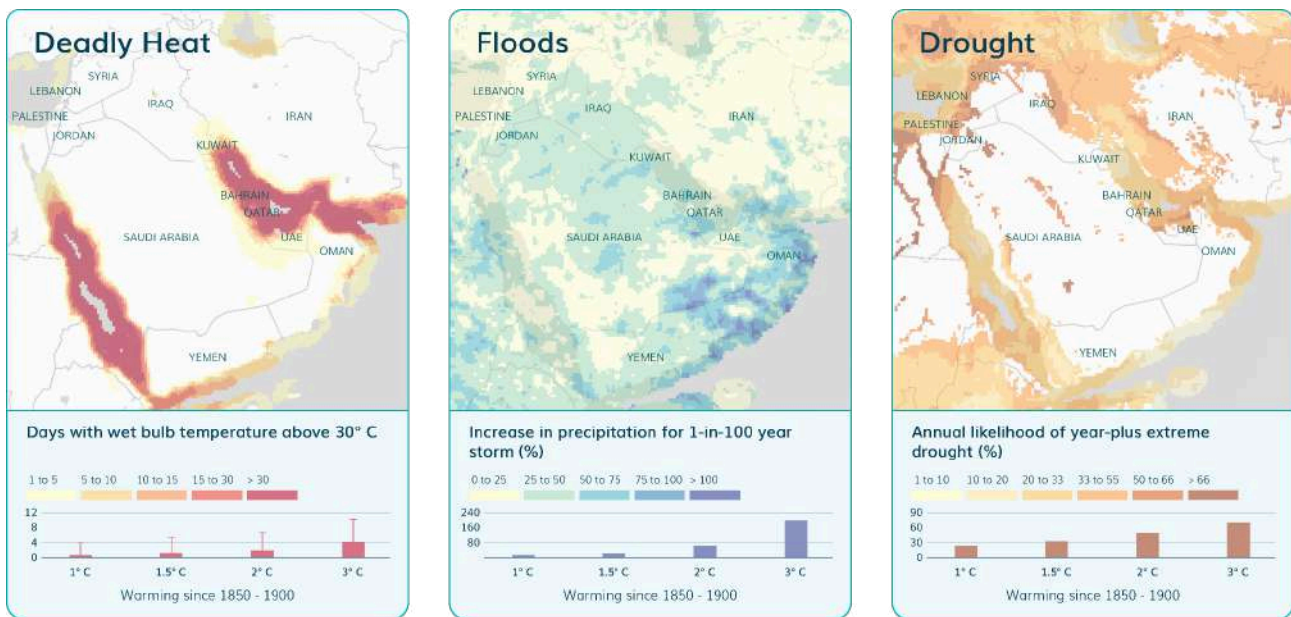 Deadly Heat
SYRIA
LEBANON
IRAQ
IRAN
PALESTINE
JORDAN
KUWAIT
BAHRAIN
QATAR
SAUDI ARABIA
UAE
OMAN
YEMEN
Days with wet bulb temperature above 30° C
1 to 5 5 to 10 10 to 15 15 to 30 > 30
12
8
4
0
1° C 1.5° C 2° C 3° C
Warming since 1850 - 1900
Floods
SYRIA
LEBANON
IRAQ
IRAN
PALESTINE
JORDAN
KUWAIT
BAHRAIN
QATAR
SAUDI ARABIA
UAE
OMAN
YEMEN
Increase in precipitation for 1-in-100 year
storm (%)
0 to 25 25 to 50 50 to 75 75 to 100 > 100
240
160
80
1° C 1.5° C 2° C 3° C
Warming since 1850 - 1900
Drought
SYRIA
LEBANON
IRAQ
IRAN
PALESTINE
JORDAN
KUWAIT
BAHRAIN
QATAR
SAUDI ARABIA
UAE
OMAN
YEMEN
Annual likelihood of year-plus extreme
drought (%)
1 to 10 10 to 20 20 to 33 33 to 55 50 to 66 > 66
90
60
30
0
1° C 1.5° C 2° C 3° C
Warming since 1850 - 1900